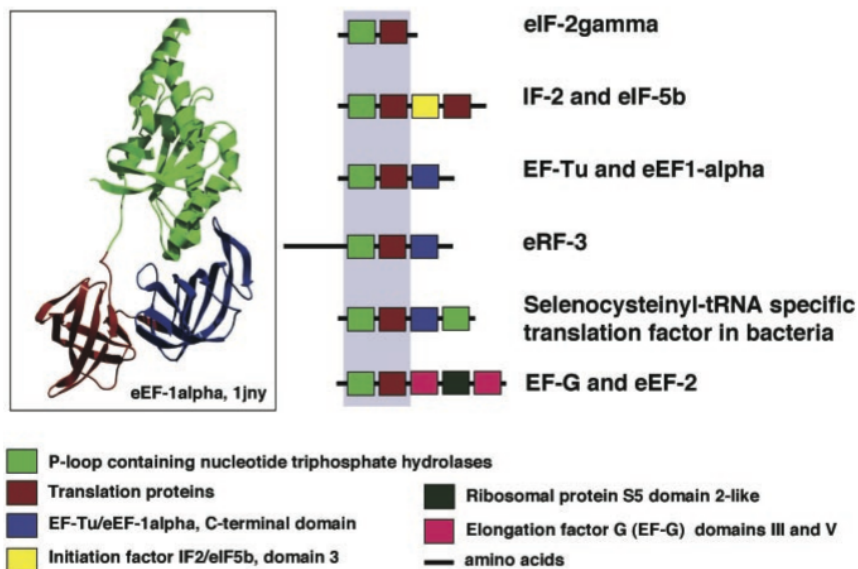 eIF-2gamma
IF-2 and eIF-5b
EF-Tu and eEF1-alpha
eRF-3
Selenocysteinyl-tRNA specific
translation factor in bacteria
EF-G and eEF-2
eEF-1alpha, 1jny
P-loop containing nucleotide triphosphate hydrolases
Translation proteins
EF-Tu/eEF-1alpha, C-terminal domain
Initiation factor IF2/eIF5b, domain 3
Ribosomal protein S5 domain 2-like
Elongation factor G (EF-G) domains III and V
amino acids